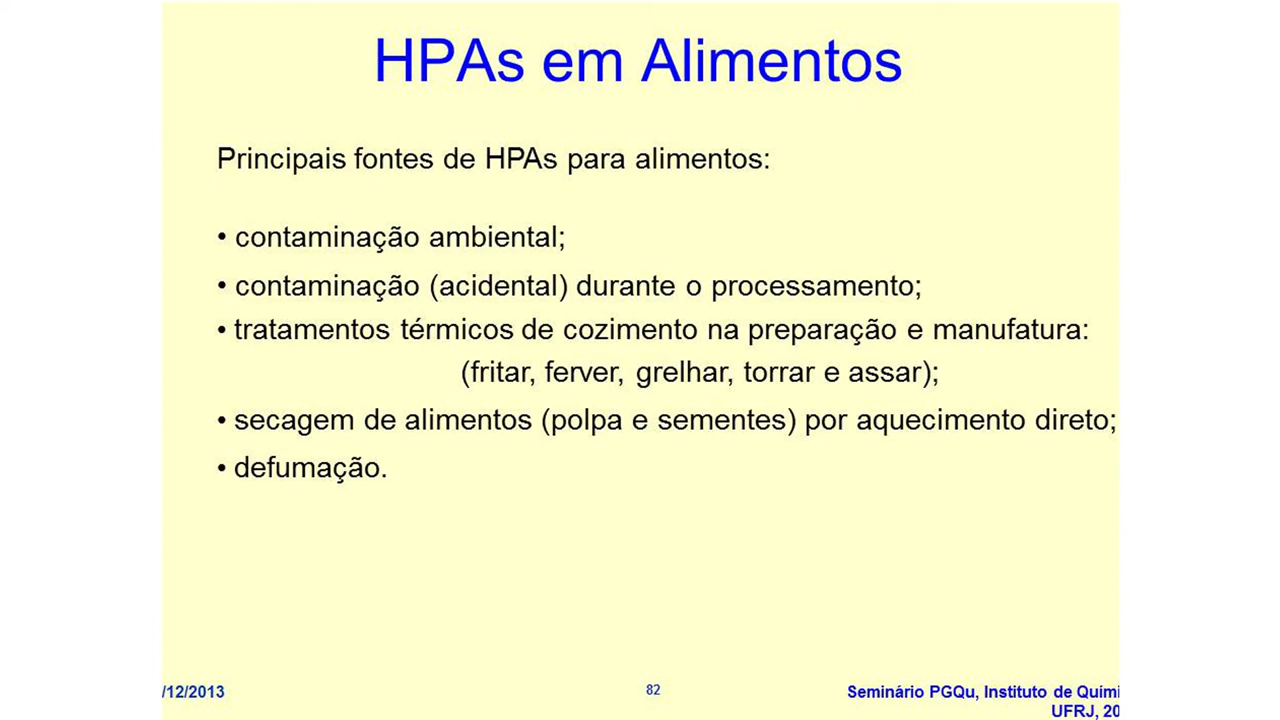 HPAs em Alimentos
Principais fontes de HPAs para alimentos:
• contaminação ambiental;
• contaminação (acidental) durante o processamento;
• tratamentos térmicos de cozimento na preparação e manufatura:
(fritar, ferver, grelhar, torrar e assar);
• secagem de alimentos (polpa e sementes) por aquecimento direto;
• defumação.
/12/2013
82
Seminário PGQu, Instituto de Quími
UFRJ, 20